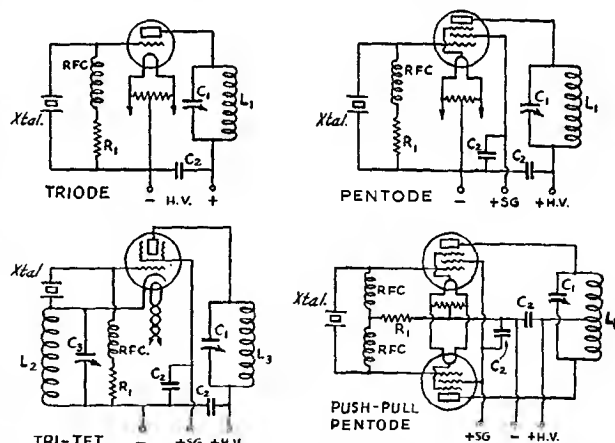 RFC
Xtal.
R1
C1
L1
C2
- H.V. +
TRIODE
RFC
Xtal.
R1
C1
L1
C2
C2
- +SG +H.V.
PENTODE
Xtal.
L2
C3
RFC.
R1
C2
C2
C1
L3
TRI-TET - +SG +H.V.
Xtal.
RFC
R1
RFC
C2
C2
C1
L1
PUSH-PULL
PENTODE
+SG - +H.V.